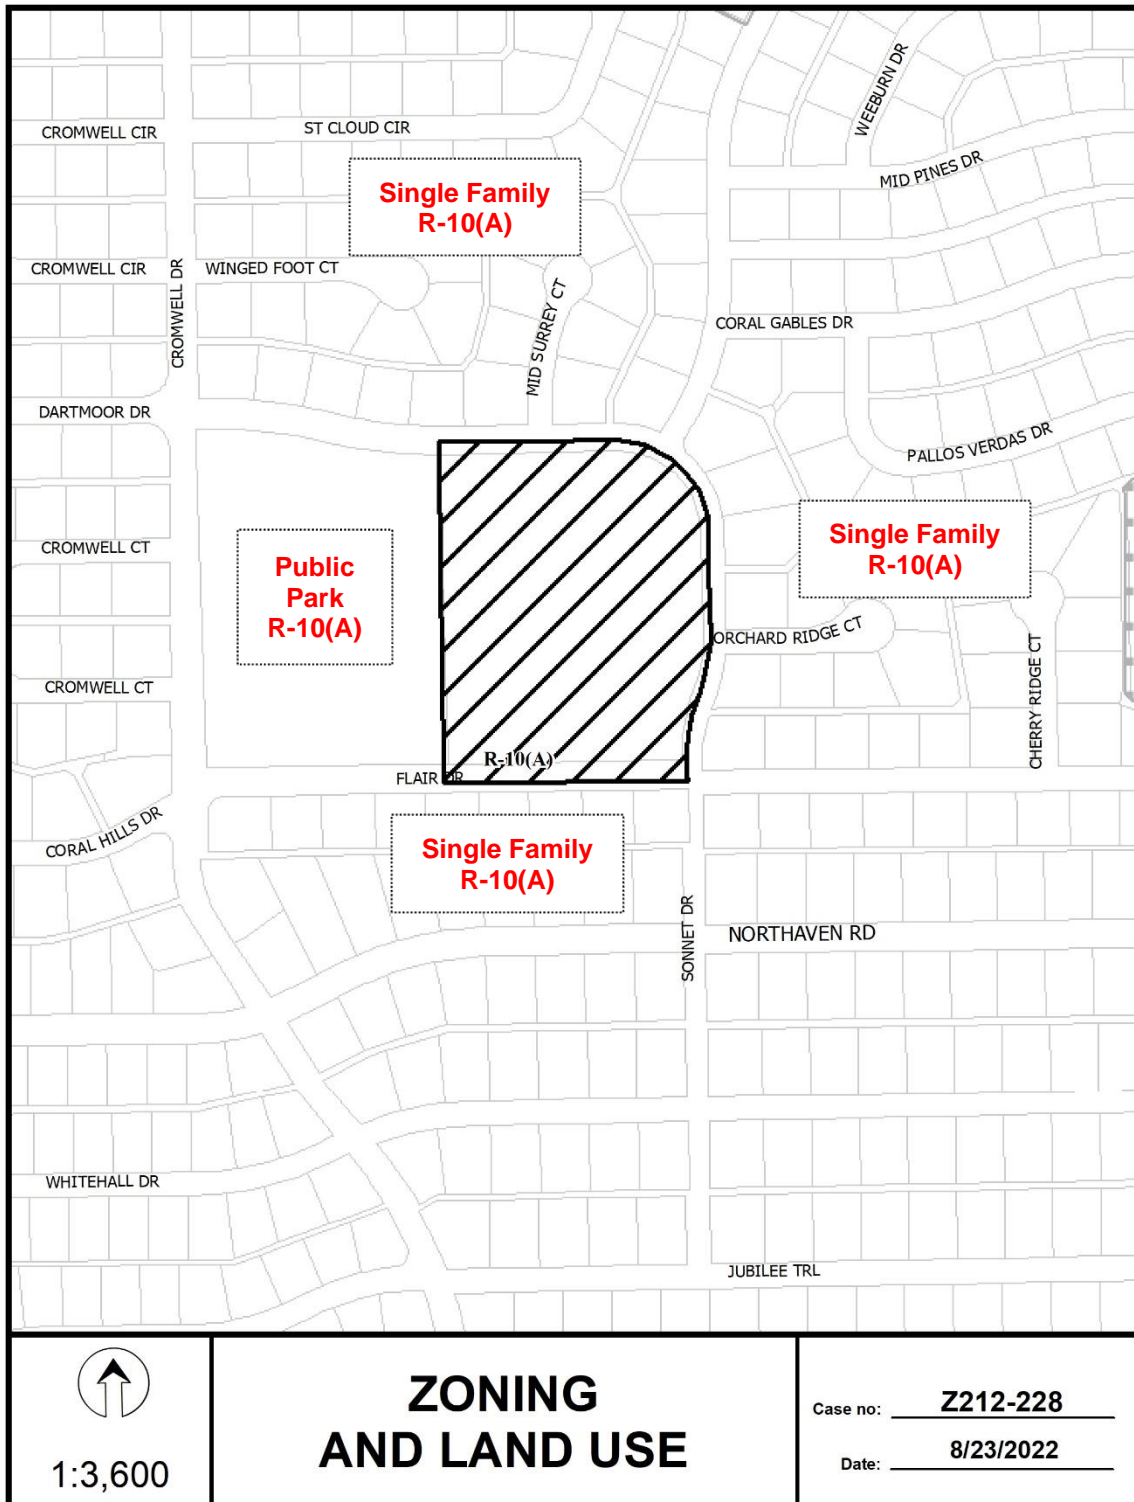 WEEBURN DR
CROMWELL CIR
ST CLOUD CIR
MID PINES DR
Single Family
R-10(A)
CROMWELL CIR
WINGED FOOT CT
CROMWELL DR
MID SURREY CT
CORAL GABLES DR
DARTMOOR DR
PALLOS VERDAS DR
Single Family
R-10(A)
CROMWELL CT
Public
Park
R-10(A)
ORCHARD RIDGE CT
CHERRY RIDGE CT
CROMWELL CT
R-10(A)
FLAIR DR
CORAL HILLS DR
Single Family
R-10(A)
SONNET DR
NORTHAVEN RD
WHITEHALL DR
JUBILEE TRL
1:3,600
ZONING
AND LAND USE
Case no: Z212-228
Date: 8/23/2022